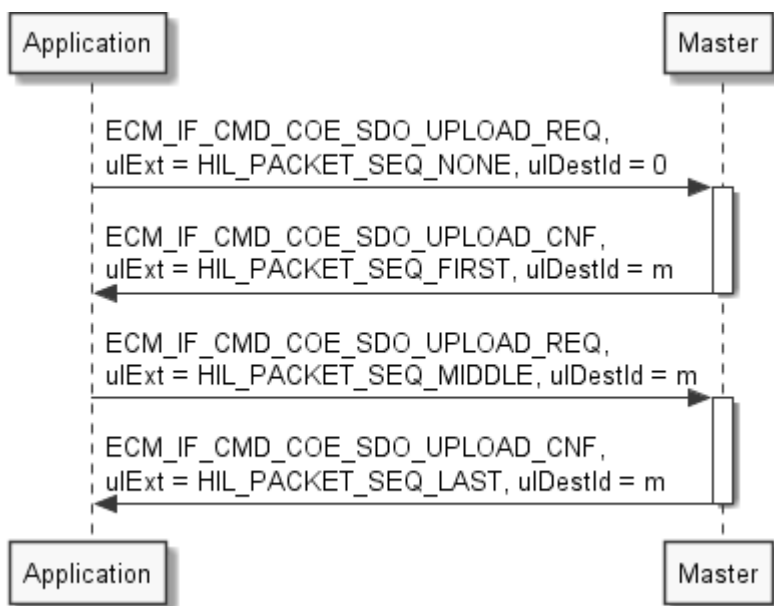 Application
Master
ECM_IF_CMD_COE_SDO_UPLOAD_REQ,
ulExt = HIL_PACKET_SEQ_NONE, ulDestId = 0
ECM_IF_CMD_COE_SDO_UPLOAD_CNF,
ulExt = HIL_PACKET_SEQ_FIRST, ulDestId = m
ECM_IF_CMD_COE_SDO_UPLOAD_REQ,
ulExt = HIL_PACKET_SEQ_MIDDLE, ulDestId = m
ECM_IF_CMD_COE_SDO_UPLOAD_CNF,
ulExt = HIL_PACKET_SEQ_LAST, ulDestId = m
Application
Master